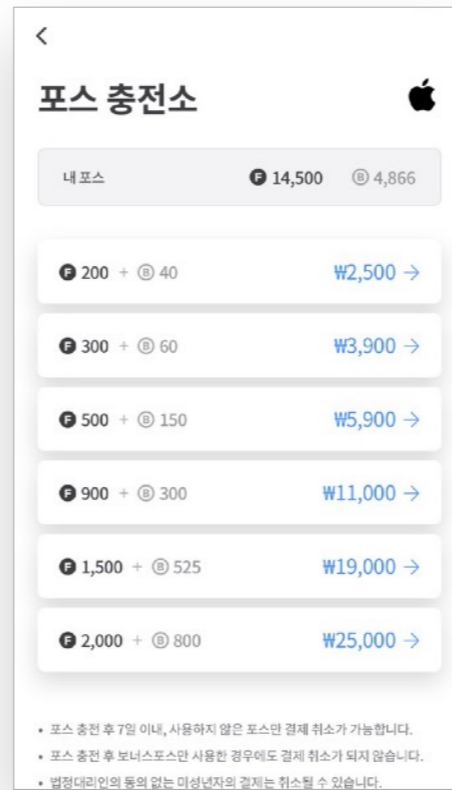 포스 충전소
내 포스 F 14,500 B 4,866
F 200 + B 40 ₩2,500 →
F 300 + B 60 ₩3,900 →
F 500 + B 150 ₩5,900 →
F 900 + B 300 ₩11,000 →
F 1,500 + B 525 ₩19,000 →
F 2,000 + B 800 ₩25,000 →
• 포스 충전 후 7일 이내, 사용하지 않은 포스만 결제 취소가 가능합니다.
• 포스 충전 후 보너스포스만 사용한 경우에도 결제 취소가 되지 않습니다.
• 법정대리인의 동의 없는 미성년자의 결제는 취소될 수 있습니다.